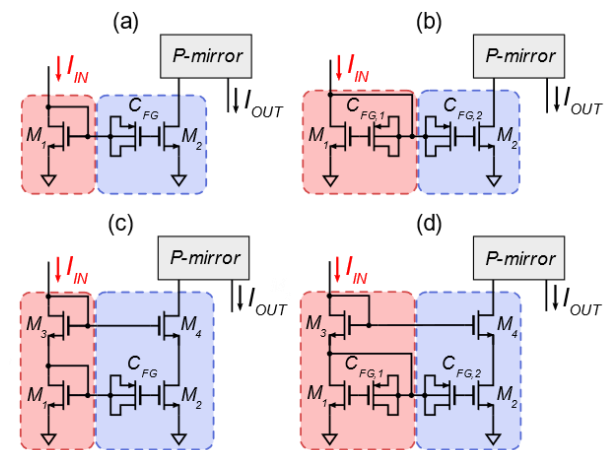 (a)
P-mirror
I_IN
C_FG
I_OUT
M_1
M_2
(b)
P-mirror
I_IN
C_FG,1
C_FG,2
I_OUT
M_1
M_2
(c)
P-mirror
I_IN
I_OUT
M_3
M_4
C_FG
M_1
M_2
(d)
P-mirror
I_IN
I_OUT
M_3
M_4
C_FG,1
C_FG,2
M_1
M_2